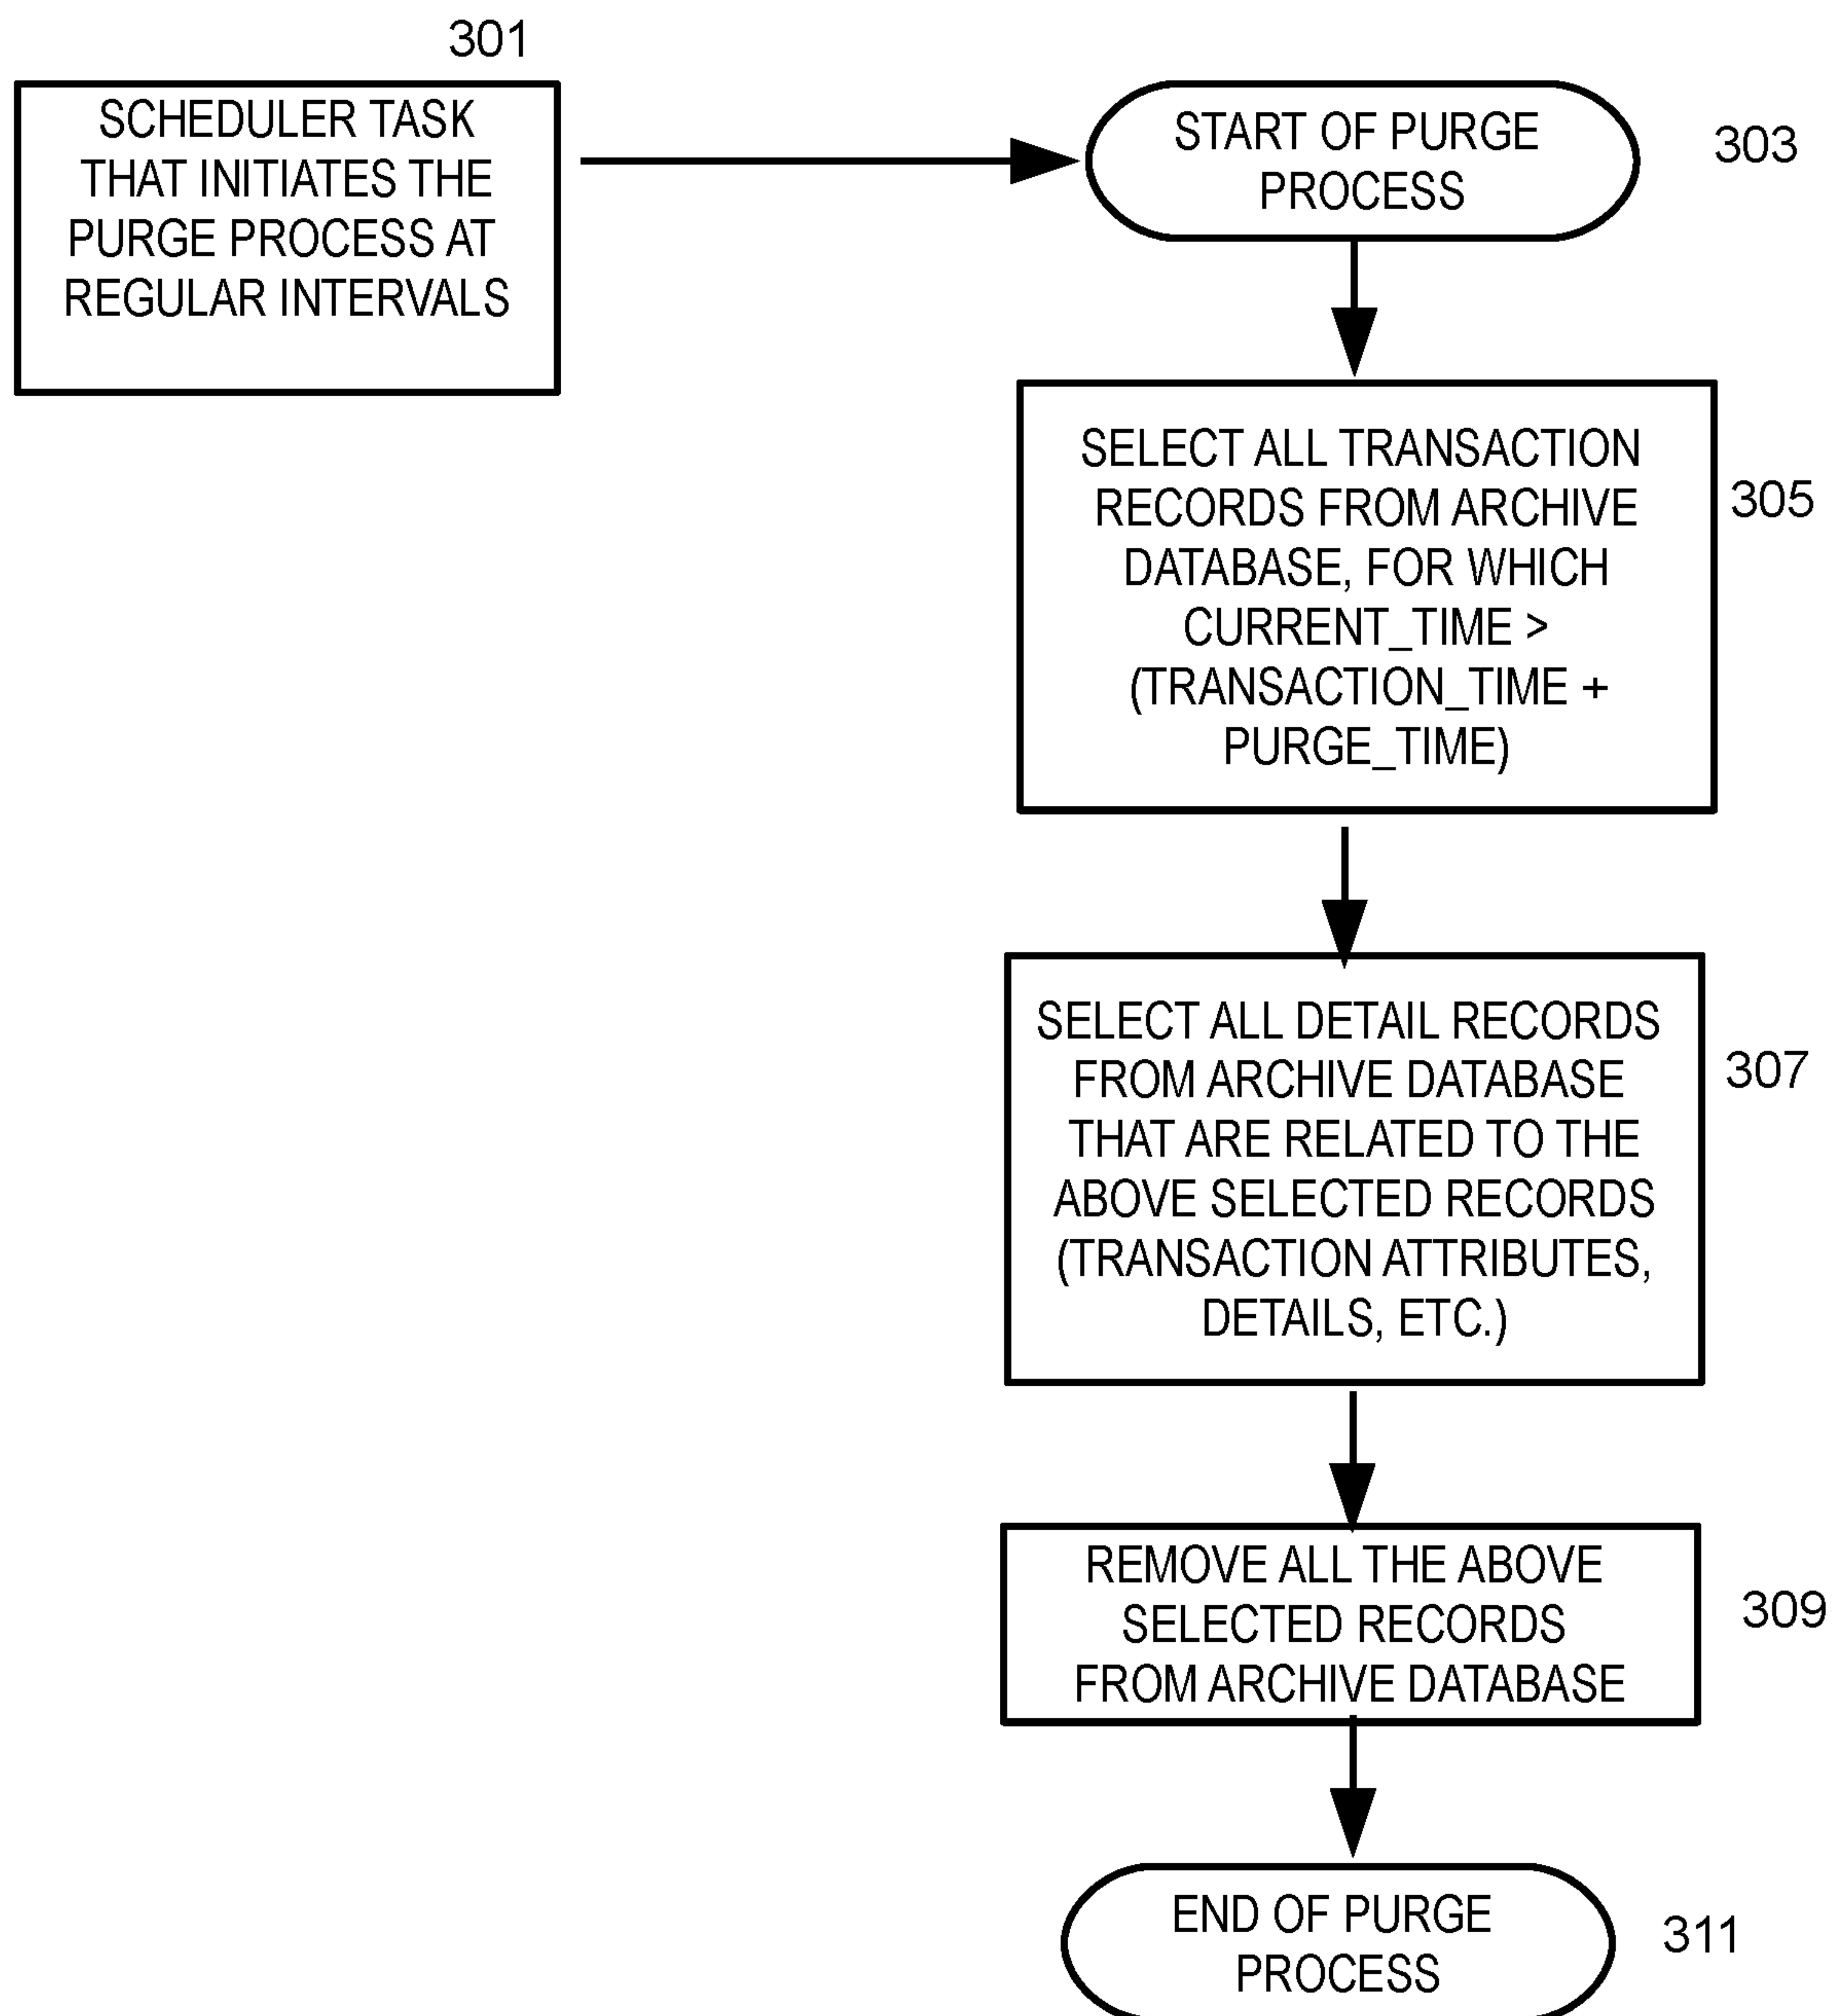 301
SCHEDULER TASK
THAT INITIATES THE
PURGE PROCESS AT
REGULAR INTERVALS
START OF PURGE
PROCESS
303
SELECT ALL TRANSACTION
RECORDS FROM ARCHIVE
DATABASE, FOR WHICH
CURRENT_TIME >
(TRANSACTION_TIME +
PURGE_TIME)
305
SELECT ALL DETAIL RECORDS
FROM ARCHIVE DATABASE
THAT ARE RELATED TO THE
ABOVE SELECTED RECORDS
(TRANSACTION ATTRIBUTES,
DETAILS, ETC.)
307
REMOVE ALL THE ABOVE
SELECTED RECORDS
FROM ARCHIVE DATABASE
309
END OF PURGE
PROCESS
311